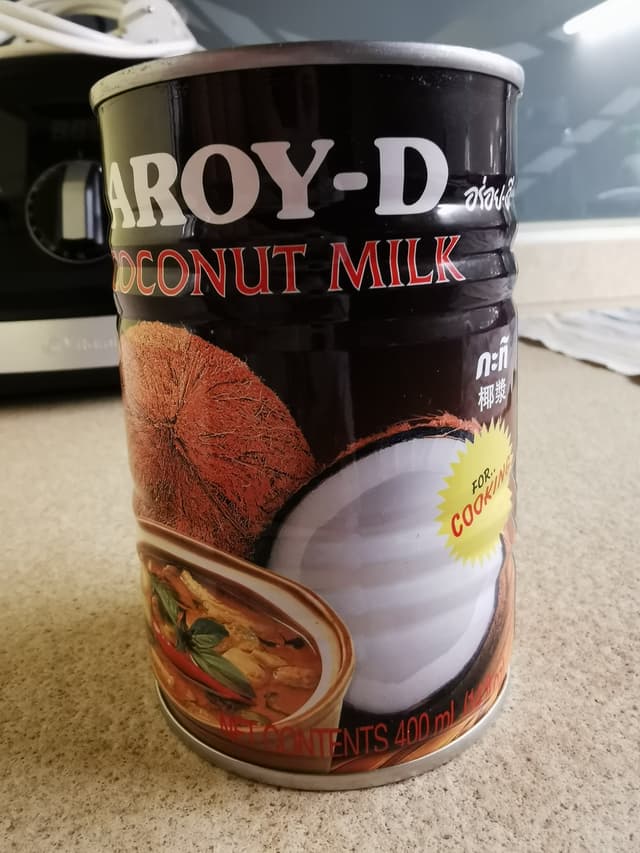 AROY-D
COCONUT MILK
กะทิ
椰漿
FOR..
COOKING
NET CONTENTS 400 ml